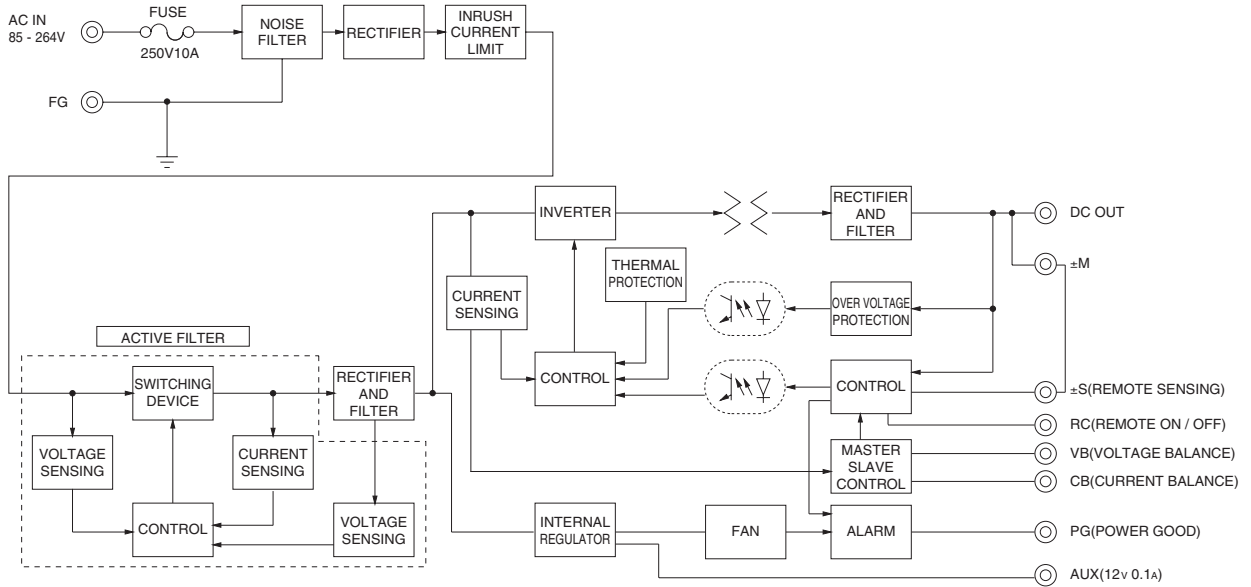 AC IN
85 - 264V
FUSE
250V10A
NOISE
FILTER
RECTIFIER
INRUSH
CURRENT
LIMIT
FG
INVERTER
RECTIFIER
AND
FILTER
DC OUT
±M
THERMAL
PROTECTION
CURRENT
SENSING
OVER VOLTAGE
PROTECTION
ACTIVE FILTER
SWITCHING
DEVICE
RECTIFIER
AND
FILTER
CONTROL
CONTROL
±S(REMOTE SENSING)
RC(REMOTE ON / OFF)
VOLTAGE
SENSING
CURRENT
SENSING
MASTER
SLAVE
CONTROL
VB(VOLTAGE BALANCE)
CB(CURRENT BALANCE)
CONTROL
VOLTAGE
SENSING
INTERNAL
REGULATOR
FAN
ALARM
PG(POWER GOOD)
AUX(12V 0.1A)